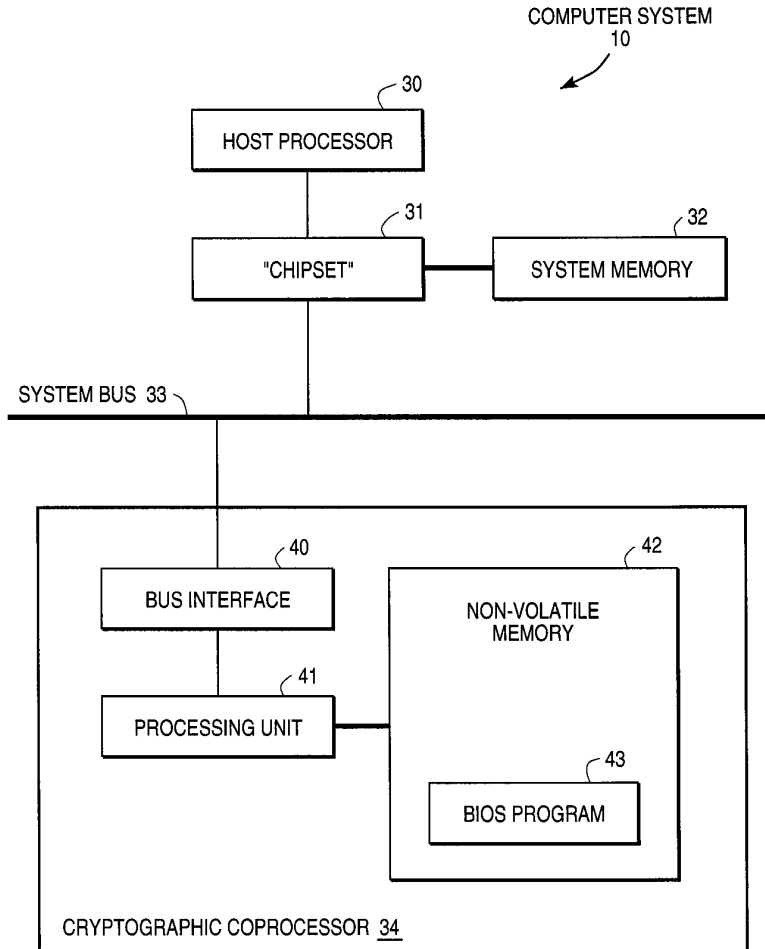 COMPUTER SYSTEM
10
30
HOST PROCESSOR
31
"CHIPSET"
32
SYSTEM MEMORY
SYSTEM BUS 33
40
BUS INTERFACE
42
NON-VOLATILE
MEMORY
41
PROCESSING UNIT
43
BIOS PROGRAM
CRYPTOGRAPHIC COPROCESSOR 34